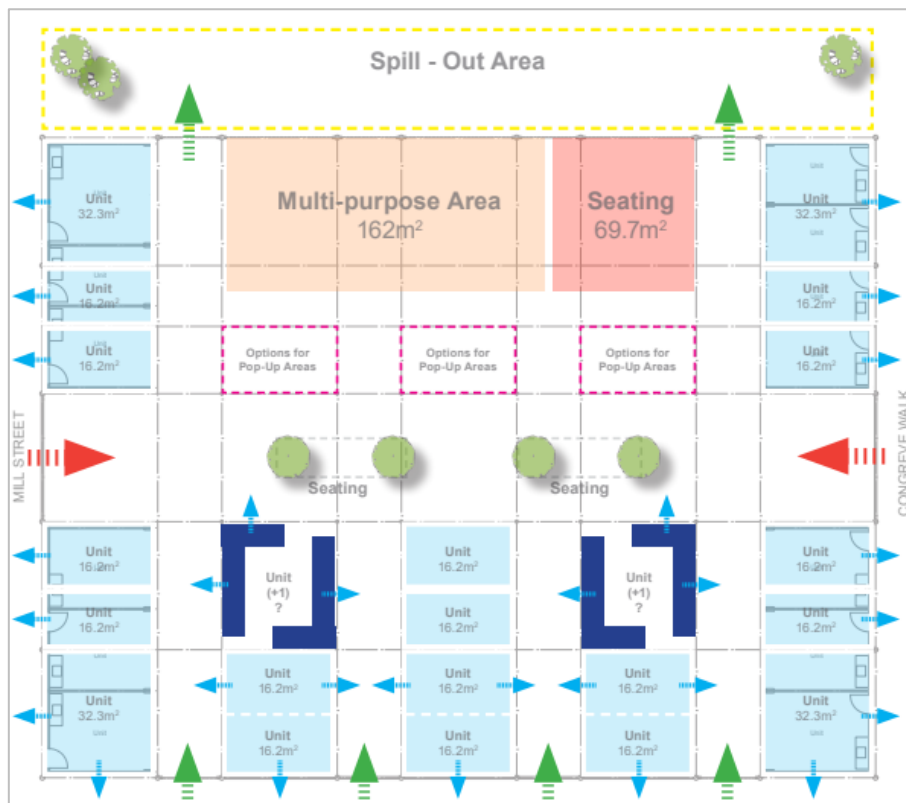 Spill - Out Area
Unit
32.3m²
Multi-purpose Area
162m²
Seating
69.7m²
Unit
32.3m²
Unit
Unit
16.2m²
Unit
16.2m²
Unit
16.2m²
Options for
Pop-Up Areas
Options for
Pop-Up Areas
Options for
Pop-Up Areas
Unit
16.2m²
MILL STREET
Seating
Seating
CONGREVE WALK
Unit
16.2m²
Unit
(+1)
?
Unit
16.2m²
Unit
(+1)
?
Unit
16.2m²
Unit
16.2m²
Unit
16.2m²
Unit
16.2m²
Unit
32.3m²
Unit
Unit
16.2m²
Unit
16.2m²
Unit
16.2m²
Unit
32.3m²
Unit
16.2m²
Unit
16.2m²
Unit
16.2m²